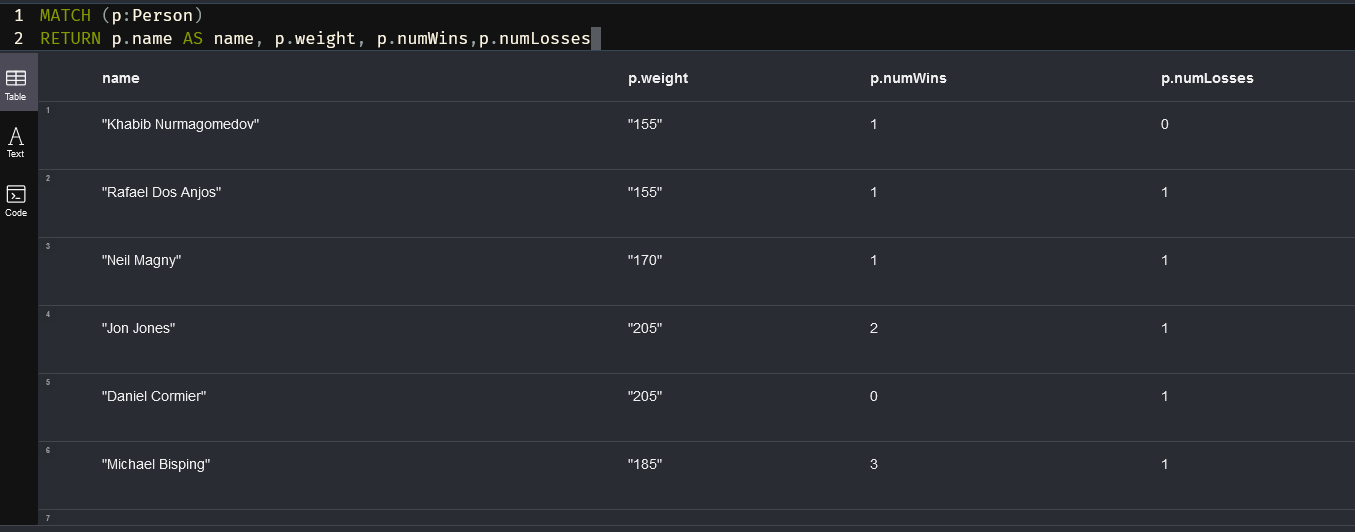 1 MATCH (p:Person)
2 RETURN p.name AS name, p.weight, p.numWins,p.numLosses
Table
Text
Code
name p.weight p.numWins p.numLosses
1 "Khabib Nurmagomedov" "155" 1 0
2 "Rafael Dos Anjos" "155" 1 1
3 "Neil Magny" "170" 1 1
4 "Jon Jones" "205" 2 1
5 "Daniel Cormier" "205" 0 1
6 "Michael Bisping" "185" 3 1
7